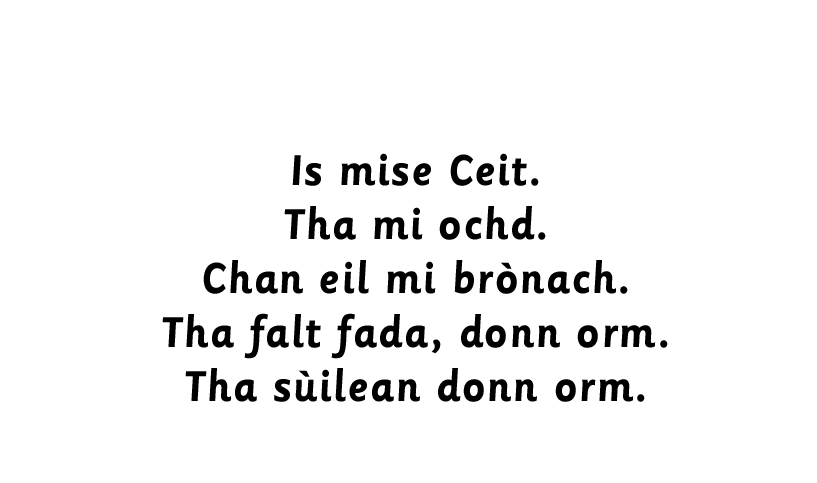 Is mise Ceit.
Tha mi ochd.
Chan eil mi brònach.
Tha falt fada, donn orm.
Tha sùilean donn orm.